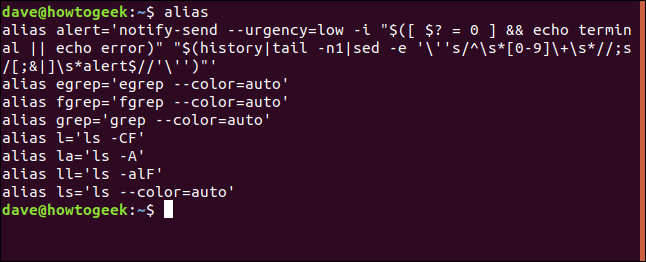 dave@howtogeek:~$ alias
alias alert='notify-send --urgency=low -i "$([ $? = 0 ] && echo termin
al || echo error)" "$(history|tail -n1|sed -e '\''s/^\s*[0-9]\+\s*//;s
/[;&|]\s*alert$//'\'')"'
alias egrep='egrep --color=auto'
alias fgrep='fgrep --color=auto'
alias grep='grep --color=auto'
alias l='ls -CF'
alias la='ls -A'
alias ll='ls -alF'
alias ls='ls --color=auto'
dave@howtogeek:~$